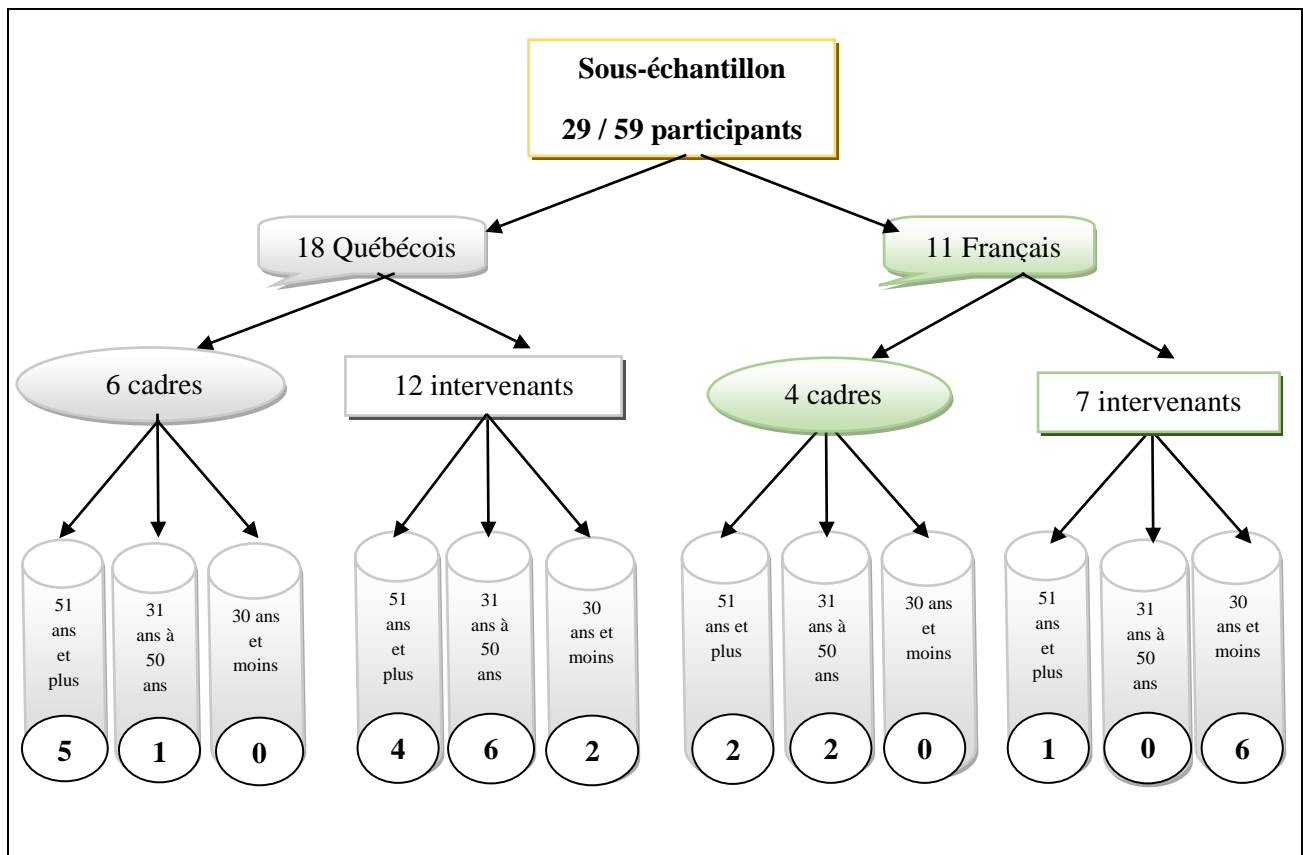 Sous-échantillon
29 / 59 participants
18 Québécois
11 Français
6 cadres
12 intervenants
4 cadres
7 intervenants
51
ans
et
plus
31
ans à
50
ans
30 ans
et
moins
51
ans
et
plus
31
ans à
50
ans
30
ans et
moins
51
ans et
plus
31
ans à
50
ans
30 ans
et
moins
51
ans
et
plus
31
ans à
50
ans
30
ans et
moins
5
1
0
4
6
2
2
2
0
1
0
6